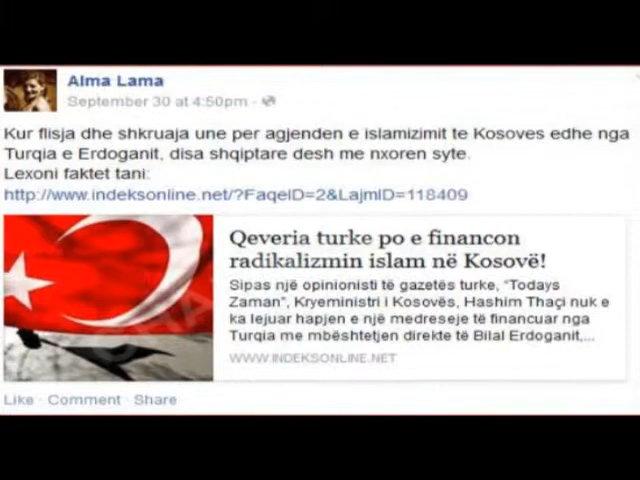 Alma Lama
September 30 at 4:50pm ·
Kur flisja dhe shkruaja une per agjenden e islamizimit te Kosoves edhe nga
Turqia e Erdoganit, disa shqiptare desh me nxoren syte.
Lexoni faktet tani:
http://www.indeksonline.net/?FaqeID=2&LajmID=118409
Qeveria turke po e financon
radikalizmin islam në Kosovë!
Sipas një opinionisti të gazetës turke, "Todays
Zaman", Kryeministri i Kosovës, Hashim Thaçi nuk e
ka lejuar hapjen e një medreseje të financuar nga
Turqia me mbështetjen direkte të Bilal Erdoganit,...
WWW.INDEKSONLINE.NET
Like · Comment · Share